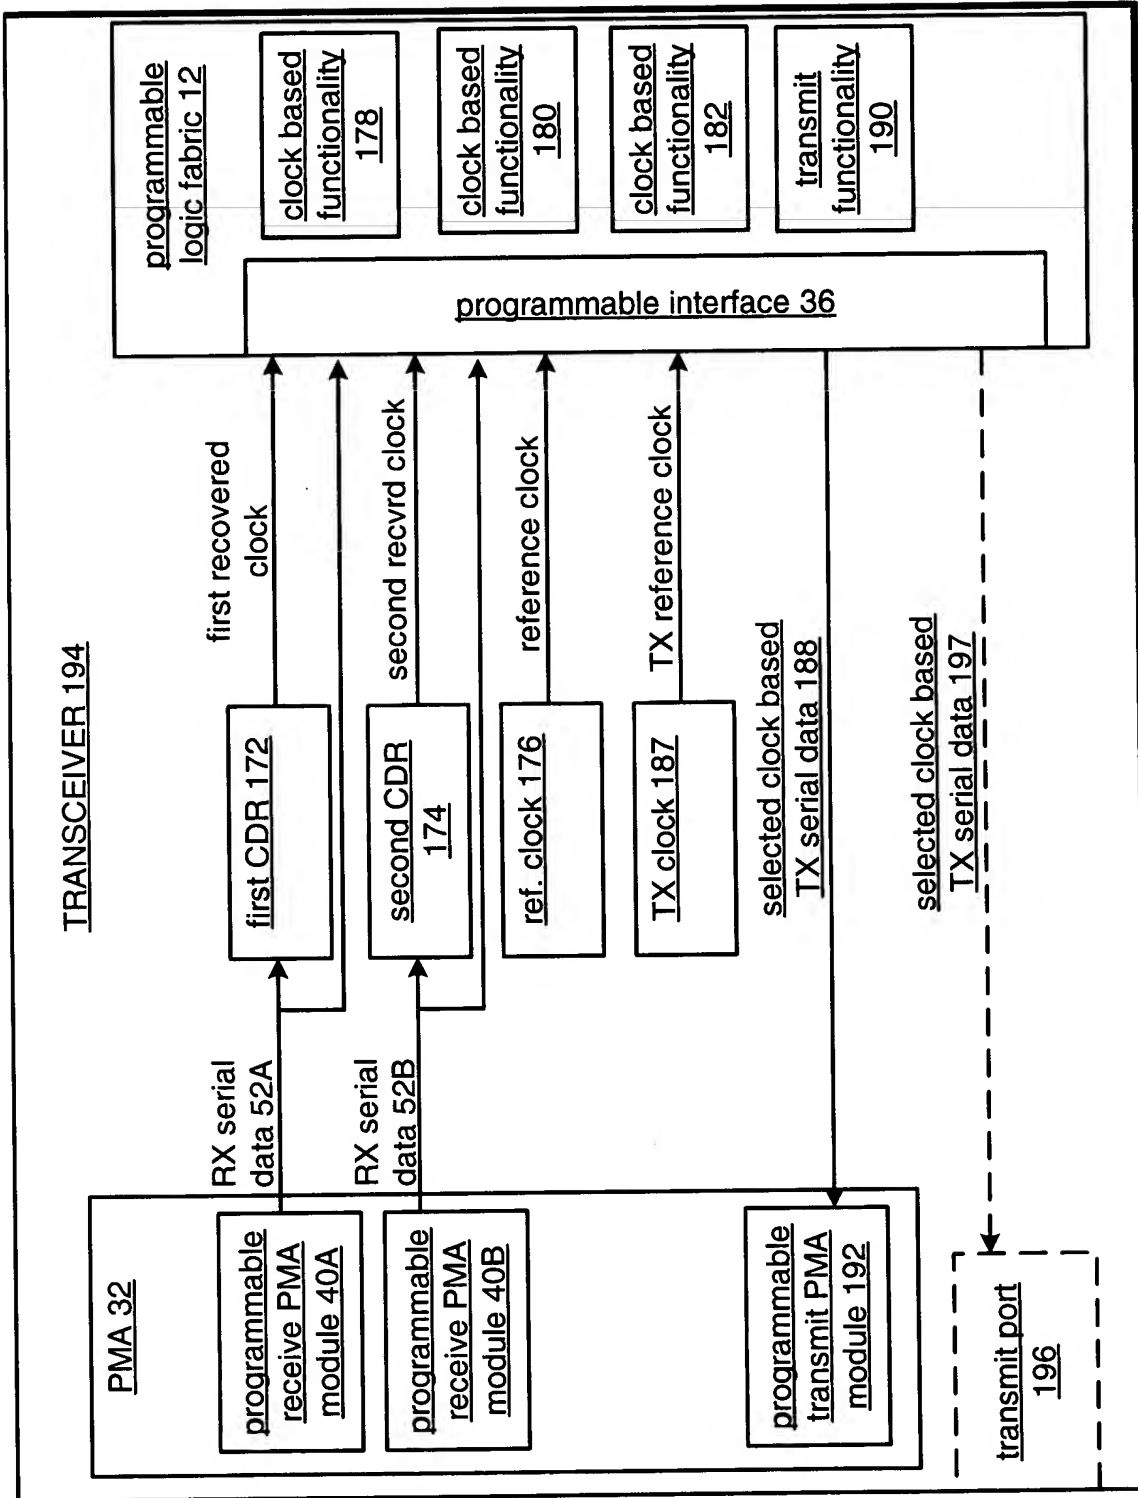 TRANSCEIVER 194
PMA 32
programmable
receive PMA
module 40A
programmable
receive PMA
module 40B
programmable
transmit PMA
module 192
transmit port
196
RX serial
data 52A
RX serial
data 52B
first CDR 172
second CDR
174
ref. clock 176
TX clock 187
first recovered
clock
second recvrd clock
reference clock
TX reference clock
selected clock based
TX serial data 188
selected clock based
TX serial data 197
programmable
logic fabric 12
programmable interface 36
clock based
functionality
178
clock based
functionality
180
clock based
functionality
182
transmit
functionality
190